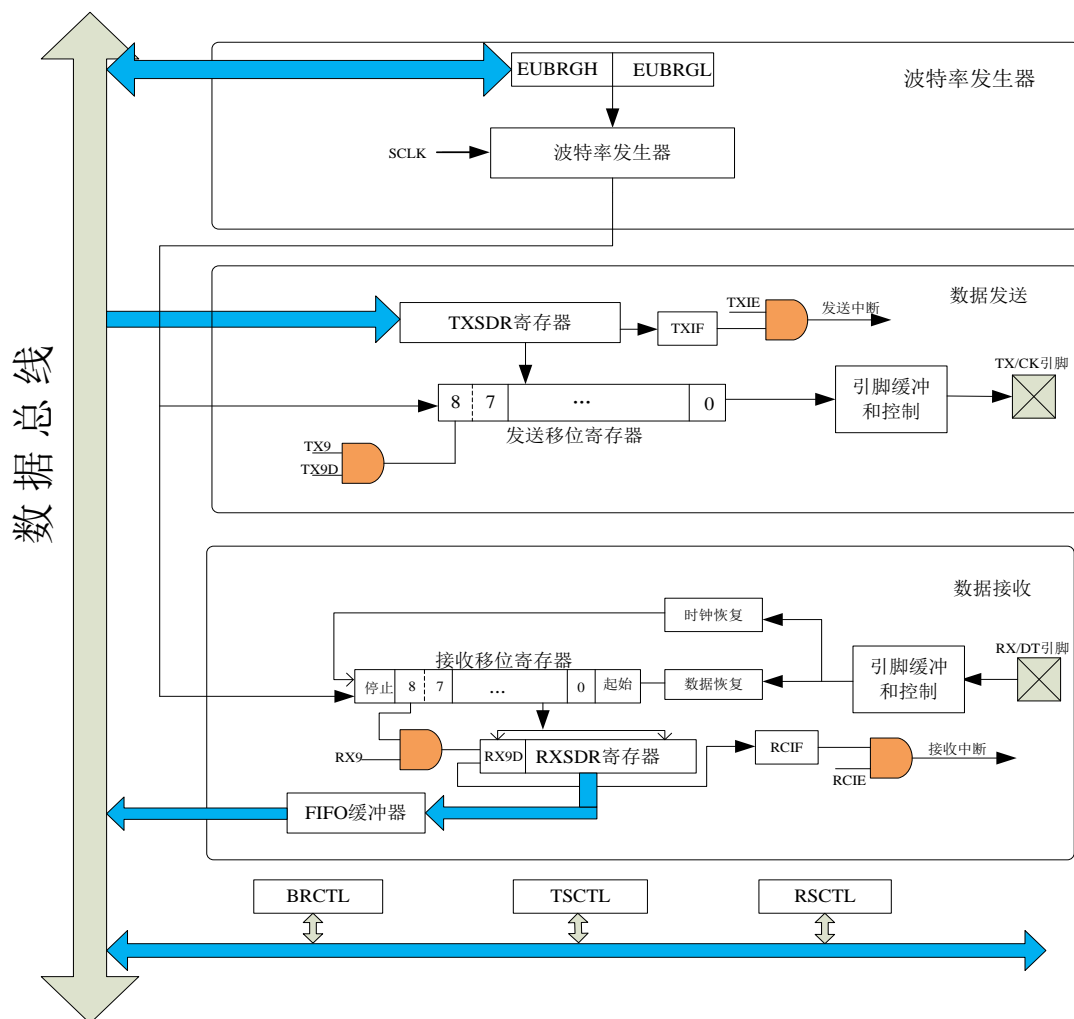 数据总线
EUBRGH EUBRGL
波特率发生器
SCLK
波特率发生器
数据发送
TXSDR寄存器
TXIF
TXIE
发送中断
TX/CK引脚
8 7 ... 0
引脚缓冲
和控制
发送移位寄存器
TX9
TX9D
数据接收
时钟恢复
RX/DT引脚
接收移位寄存器
停止 8 7 ... 0 起始
数据恢复
引脚缓冲
和控制
RX9
RX9D RXSDR寄存器
RCIF
RCIE
接收中断
FIFO缓冲器
BRCTL
TSCTL
RSCTL